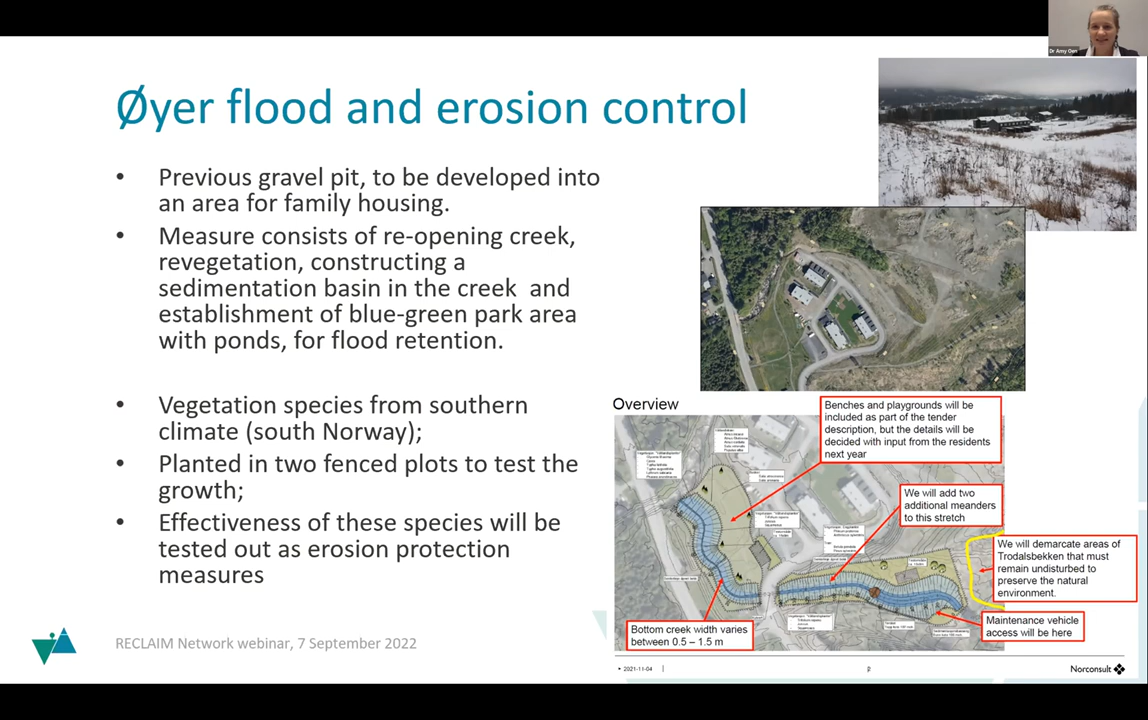 Dr Amy Oen
Øyer flood and erosion control
• Previous gravel pit, to be developed into
an area for family housing.
• Measure consists of re-opening creek,
revegetation, constructing a
sedimentation basin in the creek and
establishment of blue-green park area
with ponds, for flood retention.
• Vegetation species from southern
climate (south Norway);
• Planted in two fenced plots to test the
growth;
• Effectiveness of these species will be
tested out as erosion protection
measures
RECLAIM Network webinar, 7 September 2022
Overview
Benches and playgrounds will be
included as part of the tender
description, but the details will be
decided with input from the residents
next year
We will add two
additional meanders
to this stretch
We will demarcate areas of
Trodalsbekken that must
remain undisturbed to
preserve the natural
environment.
Maintenance vehicle
access will be here
Bottom creek width varies
between 0.5 – 1.5 m
• 2021-11-04
2
Norconsult